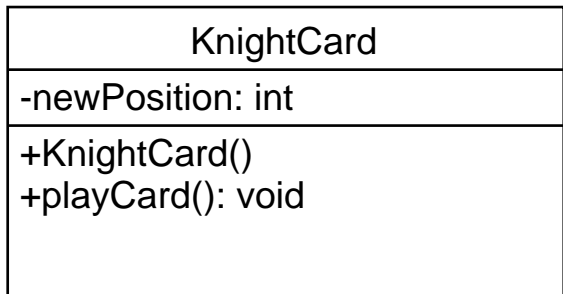 KnightCard
-newPosition: int
+KnightCard()
+playCard(): void